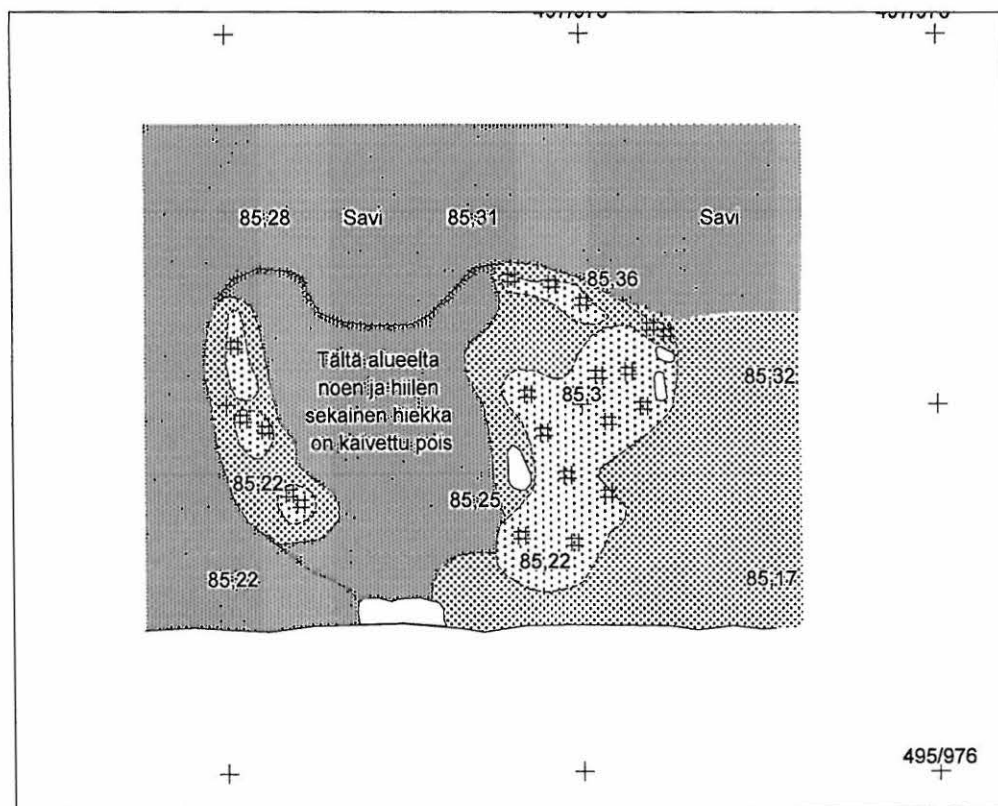 85,28 Savi 85,31 Savi
85,36
Tältä alueelta
noen ja hiilen
sekainen hiekka
on kaivettu pois
85,3
85,32
85,22
85,25
85,22
85,22
85,17
495/976